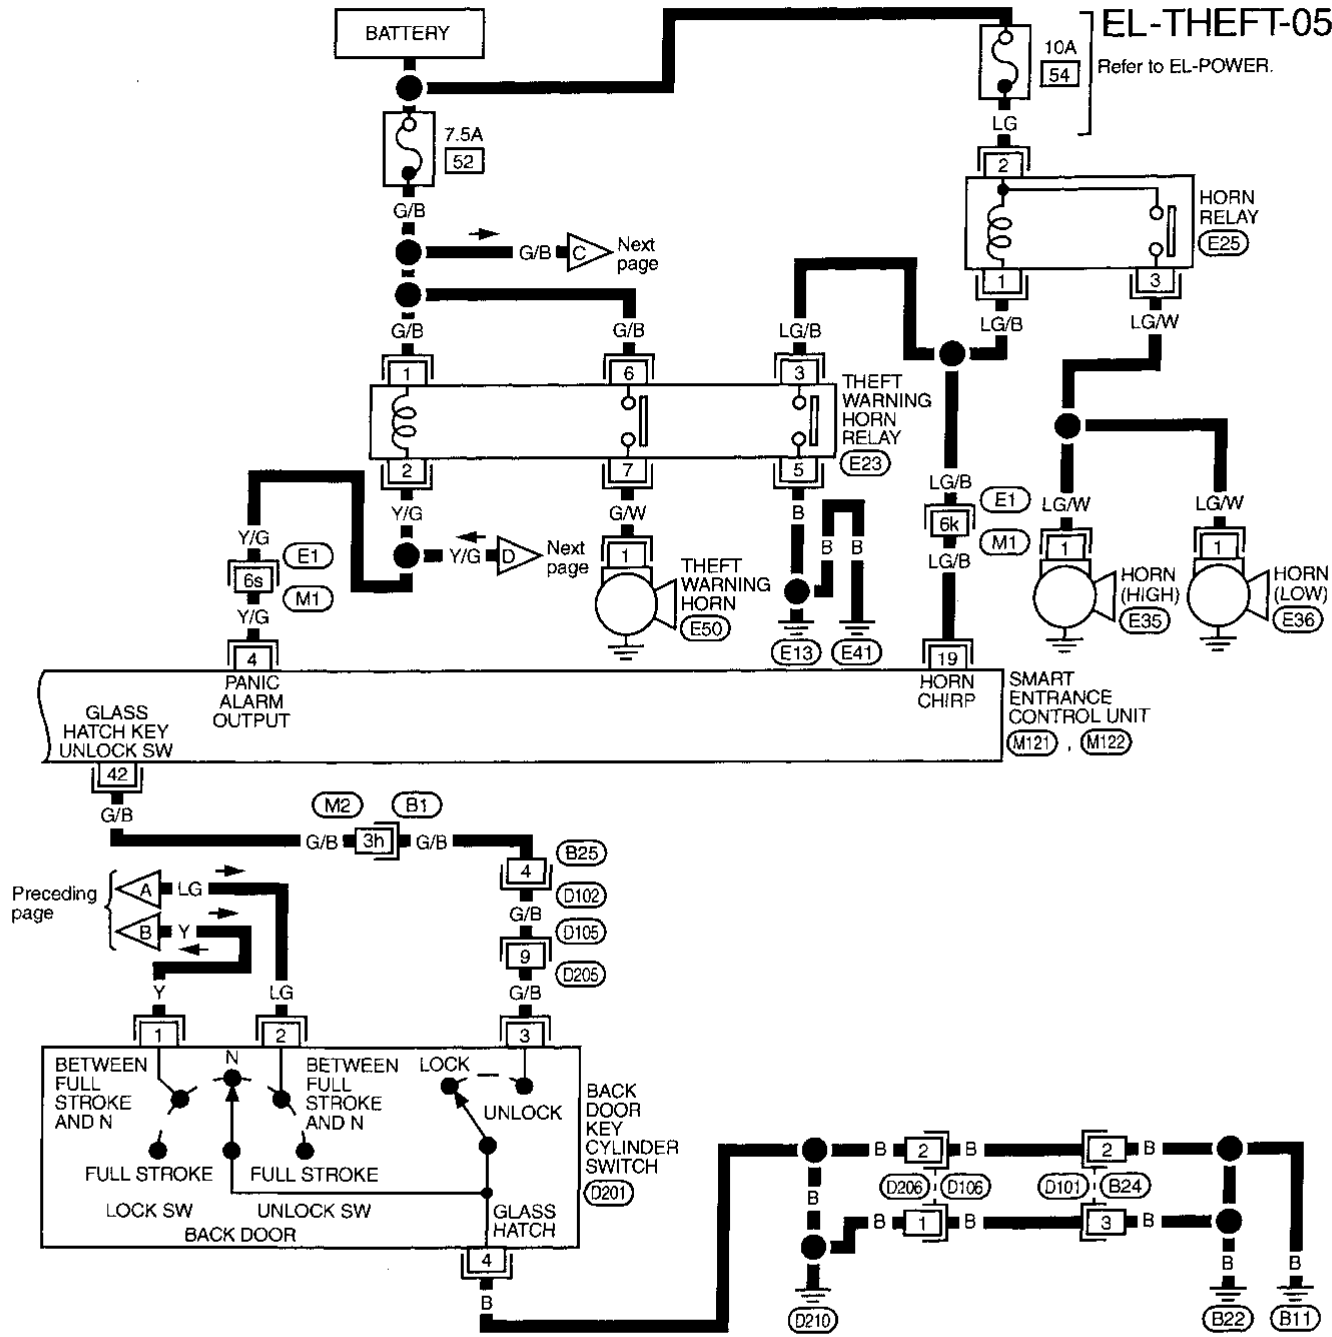 EL-THEFT-05
BATTERY
10A
54
Refer to EL-POWER.
7.5A
52
LG
2
G/B
HORN
RELAY
E25
G/B
C
Next
page
1
3
G/B
G/B
LG/B
LG/B
LG/W
1
6
3
THEFT
WARNING
HORN
RELAY
E23
2
7
5
Y/G
G/W
B
LG/B
E1
LG/W
LG/W
Y/G
E1
6s
M1
Y/G
Y/G
D
Next
page
1
THEFT
WARNING
HORN
E50
B
B
6k
M1
LG/B
1
HORN
(HIGH)
E35
1
HORN
(LOW)
E36
E13
E41
4
19
PANIC
ALARM
OUTPUT
HORN
CHIRP
SMART
ENTRANCE
CONTROL UNIT
M121 , M122
GLASS
HATCH KEY
UNLOCK SW
42
G/B
M2
B1
G/B
3h
G/B
4
B25
D102
G/B
D105
9
D205
G/B
Preceding
page
A
LG
B
Y
Y
LG
1
2
3
BETWEEN
FULL
STROKE
AND N
N
BETWEEN
FULL
STROKE
AND N
LOCK
UNLOCK
FULL STROKE
FULL STROKE
LOCK SW
UNLOCK SW
BACK DOOR
GLASS
HATCH
BACK
DOOR
KEY
CYLINDER
SWITCH
D201
4
B
B
2
B
2
B
B
D206
D106
D101
B24
B
1
B
3
B
B
B
D210
B22
B11